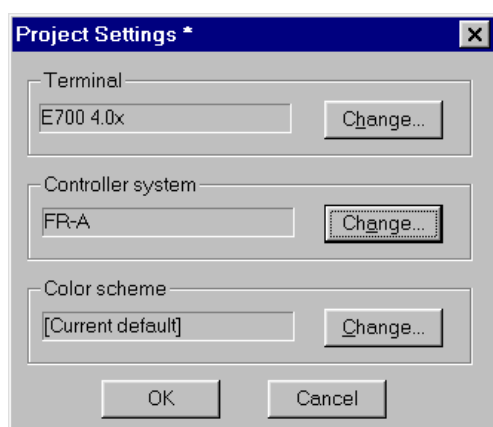 Project Settings *
Terminal
E700 4.0x
Change...
Controller system
FR-A
Change...
Color scheme
[Current default]
Change...
OK
Cancel